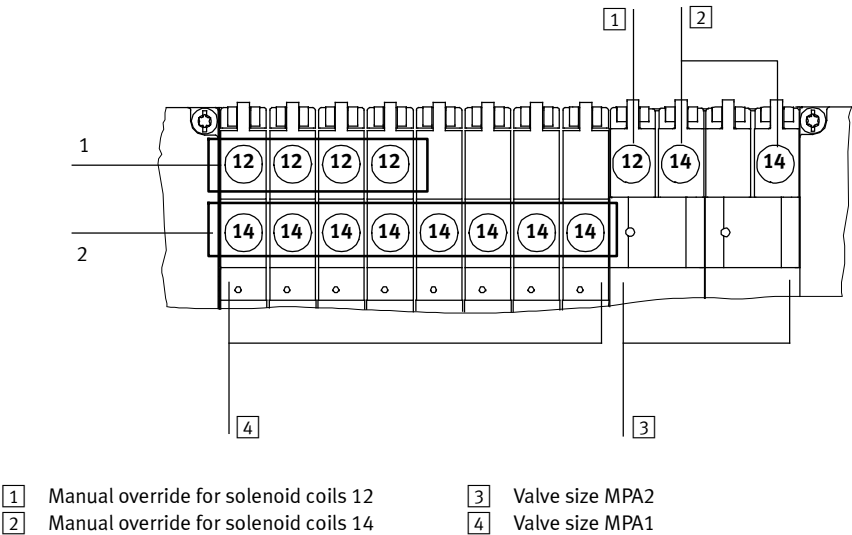 1 2
1
12 12 12 12 12 14 14
14 14 14 14 14 14 14 14
2
4 3
1 Manual override for solenoid coils 12
2 Manual override for solenoid coils 14
3 Valve size MPA2
4 Valve size MPA1